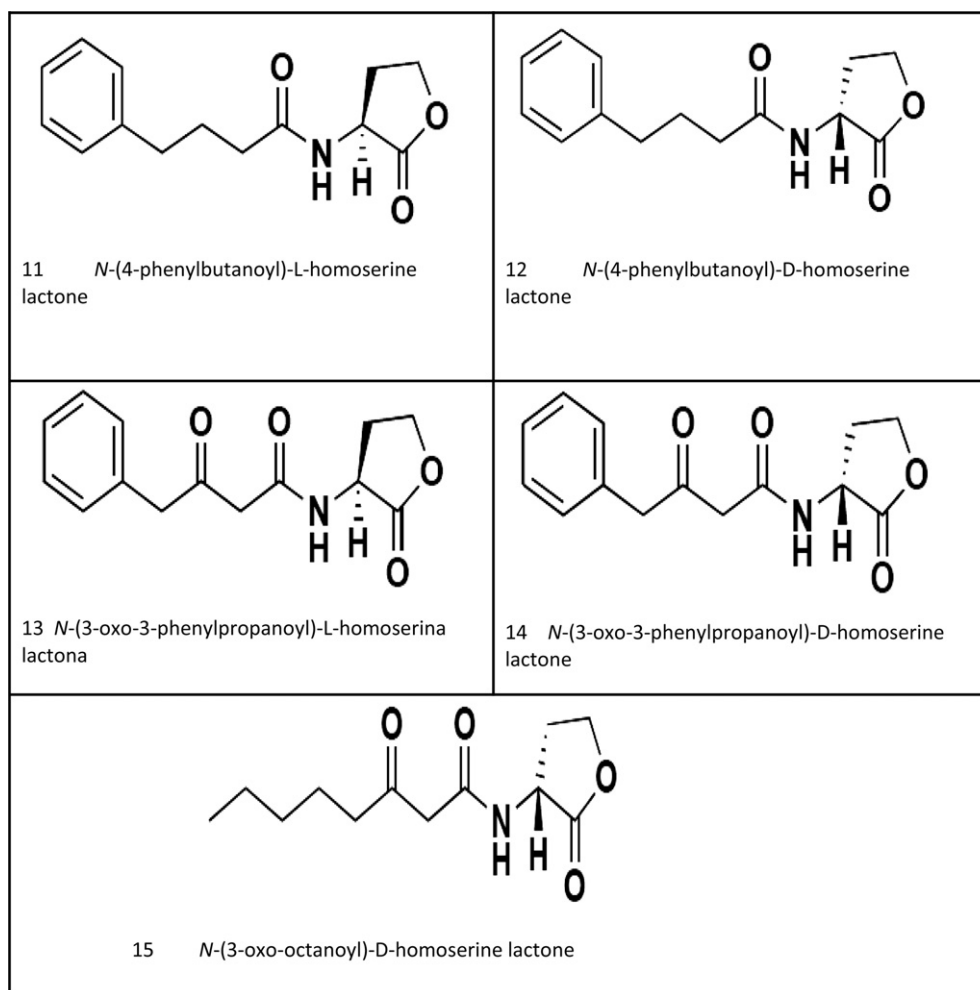 O
O
N
H
H
O
11 N-(4-phenylbutanoyl)-L-homoserine
lactone
O
O
N
H
H
O
12 N-(4-phenylbutanoyl)-D-homoserine
lactone
O
O
O
N
H
H
O
13 N-(3-oxo-3-phenylpropanoyl)-L-homoserina
lactona
O
O
O
N
H
H
O
14 N-(3-oxo-3-phenylpropanoyl)-D-homoserine
lactone
O
O
O
N
H
H
O
15 N-(3-oxo-octanoyl)-D-homoserine lactone